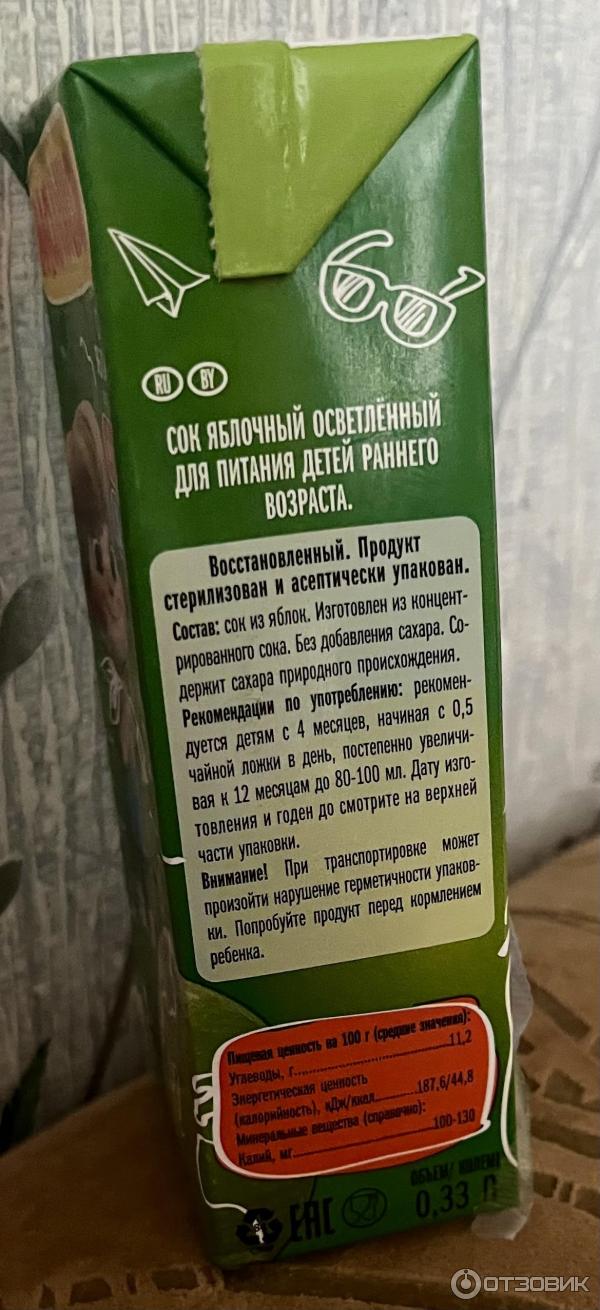 RU BY
СОК ЯБЛОЧНЫЙ ОСВЕТЛЁННЫЙ
ДЛЯ ПИТАНИЯ ДЕТЕЙ РАННЕГО
ВОЗРАСТА.
Восстановленный. Продукт
стерилизован и асептически упакован.
Состав: сок из яблок. Изготовлен из концент-
рированного сока. Без добавления сахара. Со-
держит сахара природного происхождения.
Рекомендации по употреблению: рекомен-
дуется детям с 4 месяцев, начиная с 0,5
чайной ложки в день, постепенно увеличи-
вая к 12 месяцам до 80-100 мл. Дату изго-
товления и годен до смотрите на верхней
части упаковки.
Внимание! При транспортировке может
произойти нарушение герметичности упаков-
ки. Попробуйте продукт перед кормлением
ребенка.
Пищевая ценность на 100 г (средние значения):
Углеводы, г 11,2
Энергетическая ценность
(калорийность), кДж/ккал 187,6/44,8
Минеральные вещества (справочно):
Калий, мг 100-130
ОБЪЕМ/
0,33 Л
EAC
ОТЗОВИК